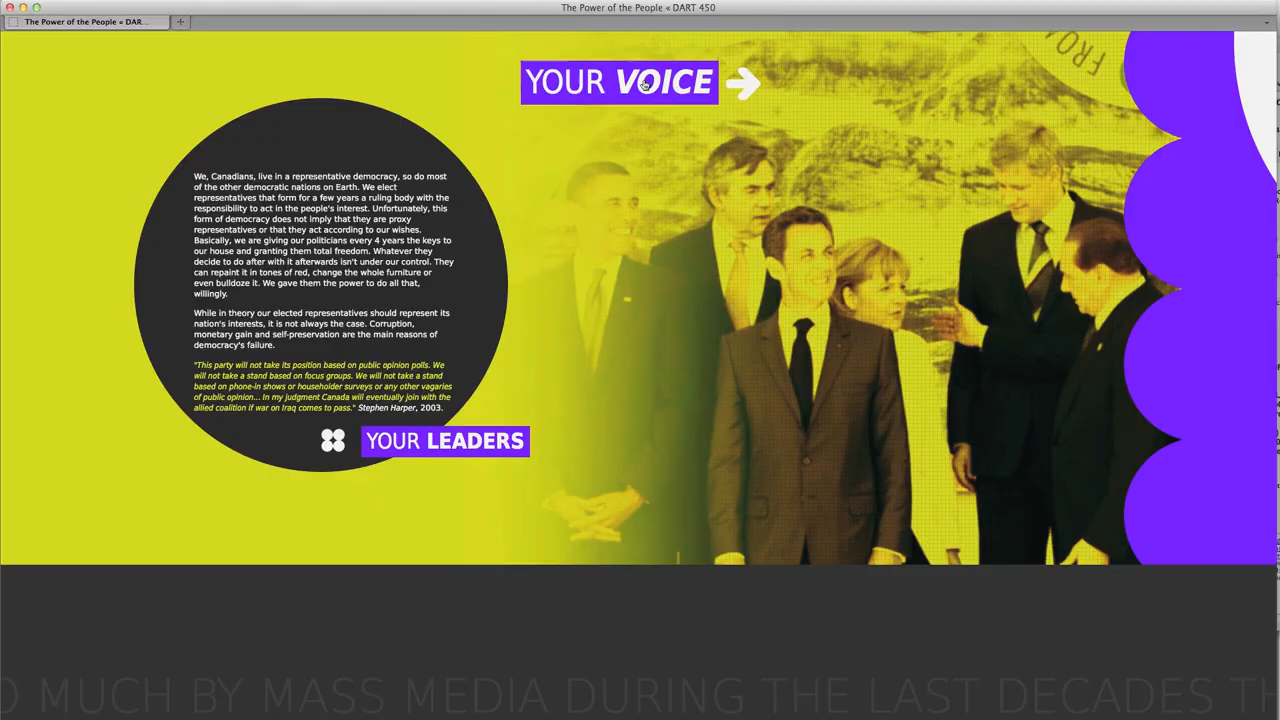 The Power of the People « DART 450
The Power of the People « DAR...
FROM
YOUR VOICE
We, Canadians, live in a representative democracy, so do most
of the other democratic nations on Earth. We elect
representatives that form for a few years a ruling body with the
responsibility to act in the people's interest. Unfortunately, this
form of democracy does not imply that they are proxy
representatives or that they act according to our wishes.
Basically, we are giving our politicians every 4 years the keys to
our house and granting them total freedom. Whatever they
decide to do after with it afterwards isn't under our control. They
can repaint it in tones of red, change the whole furniture or
even bulldoze it. We gave them the power to do all that,
willingly.
While in theory our elected representatives should represent its
nation's interests, it is not always the case. Corruption,
monetary gain and self-preservation are the main reasons of
democracy's failure.
"This party will not take its position based on public opinion polls. We
will not take a stand based on focus groups. We will not take a stand
based on phone-in shows or householder surveys or any other vagaries
of public opinion... In my judgment Canada will eventually join with the
allied coalition if war on Iraq comes to pass." Stephen Harper, 2003.
YOUR LEADERS
O MUCH BY MASS MEDIA DURING THE LAST DECADES TH